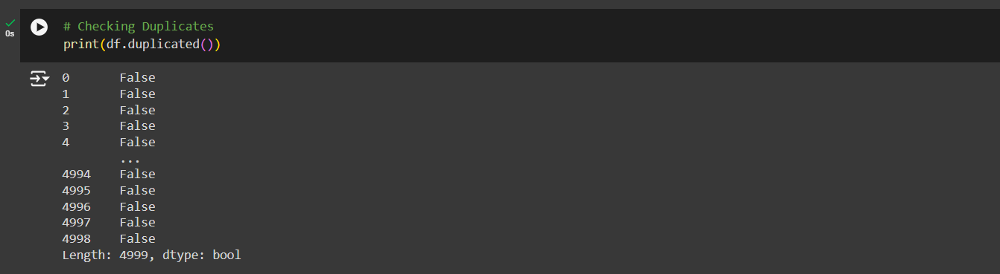 # Checking Duplicates
0s
print(df.duplicated())
0       False
1       False
2       False
3       False
4       False
        ...
4994    False
4995    False
4996    False
4997    False
4998    False
Length: 4999, dtype: bool